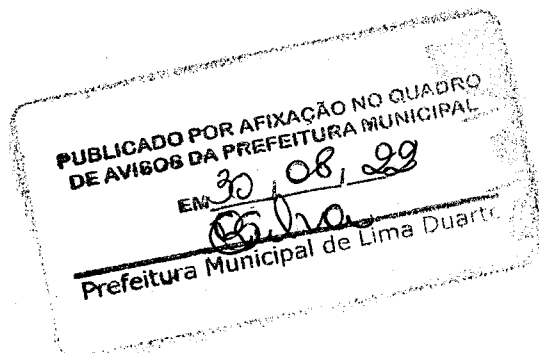 PUBLICADO POR AFIXAÇÃO NO QUADRO
DE AVISOS DA PREFEITURA MUNICIPAL
EM 30, 08, 22
Silva
Prefeitura Municipal de Lima Duarte